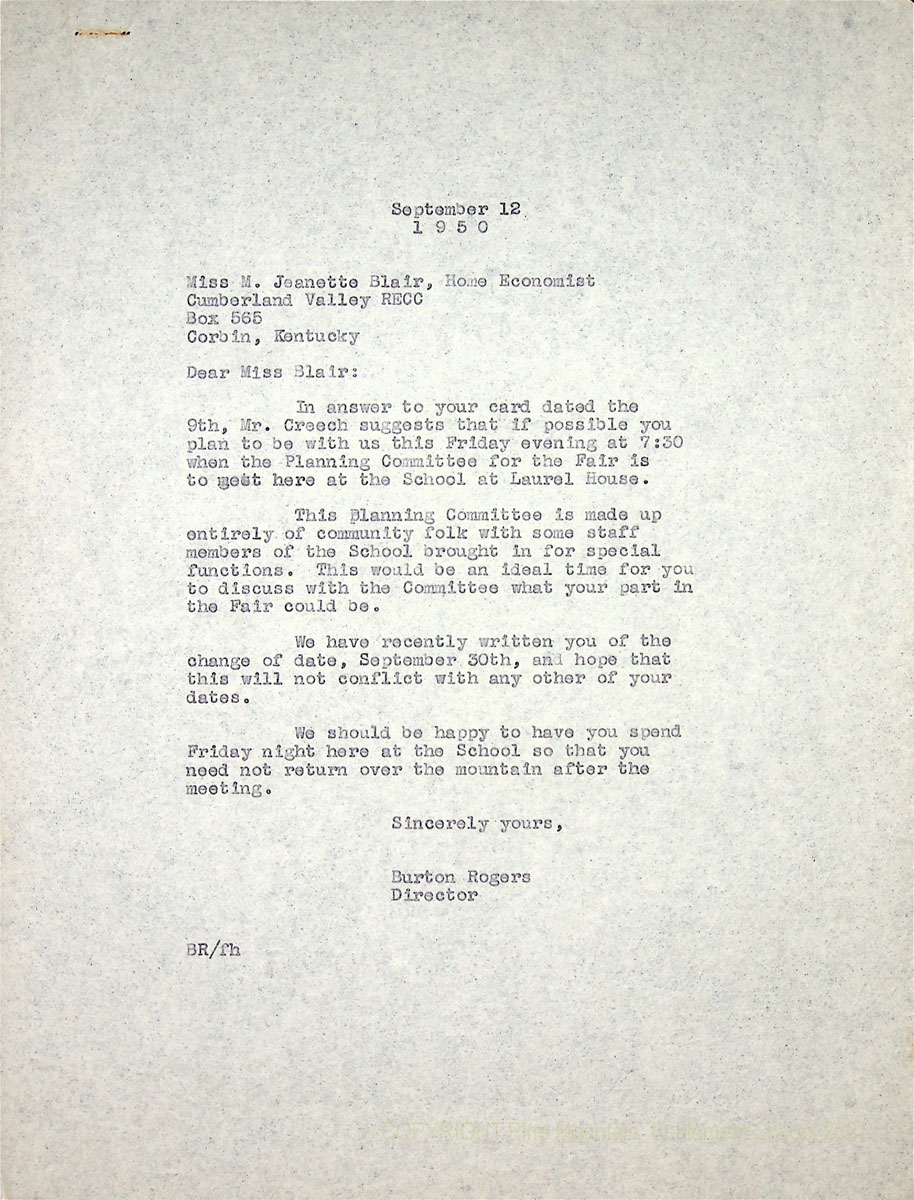 September 12
1 9 5 0
Miss M. Jeanette Blair, Home Economist
Cumberland Valley RECC
Box 565
Corbin, Kentucky
Dear Miss Blair:
In answer to your card dated the
9th, Mr. Creech suggests that if possible you
plan to be with us this Friday evening at 7:30
when the Planning Committee for the Fair is
to meet here at the School at Laurel House.
This Planning Committee is made up
entirely of community folk with some staff
members of the School brought in for special
functions. This would be an ideal time for you
to discuss with the Committee what your part in
the Fair could be.
We have recently written you of the
change of date, September 30th, and hope that
this will not conflict with any other of your
dates.
We should be happy to have you spend
Friday night here at the School so that you
need not return over the mountain after the
meeting.
Sincerely yours,
Burton Rogers
Director
BR/fh
COPYRIGHT Pine Mountain Settlement School